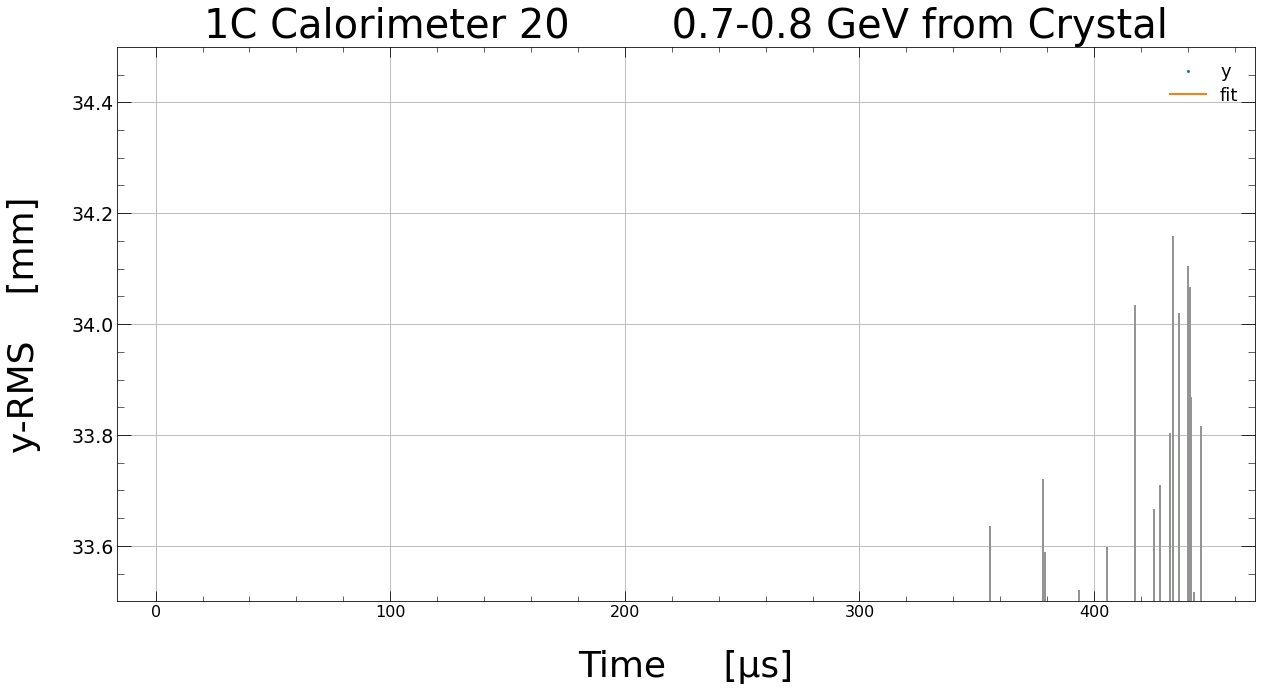 1C Calorimeter 20 0.7-0.8 GeV from Crystal
y
fit
34.4
34.2
34.0
33.8
33.6
y-RMS [mm]
0 100 200 300 400
Time [μs]